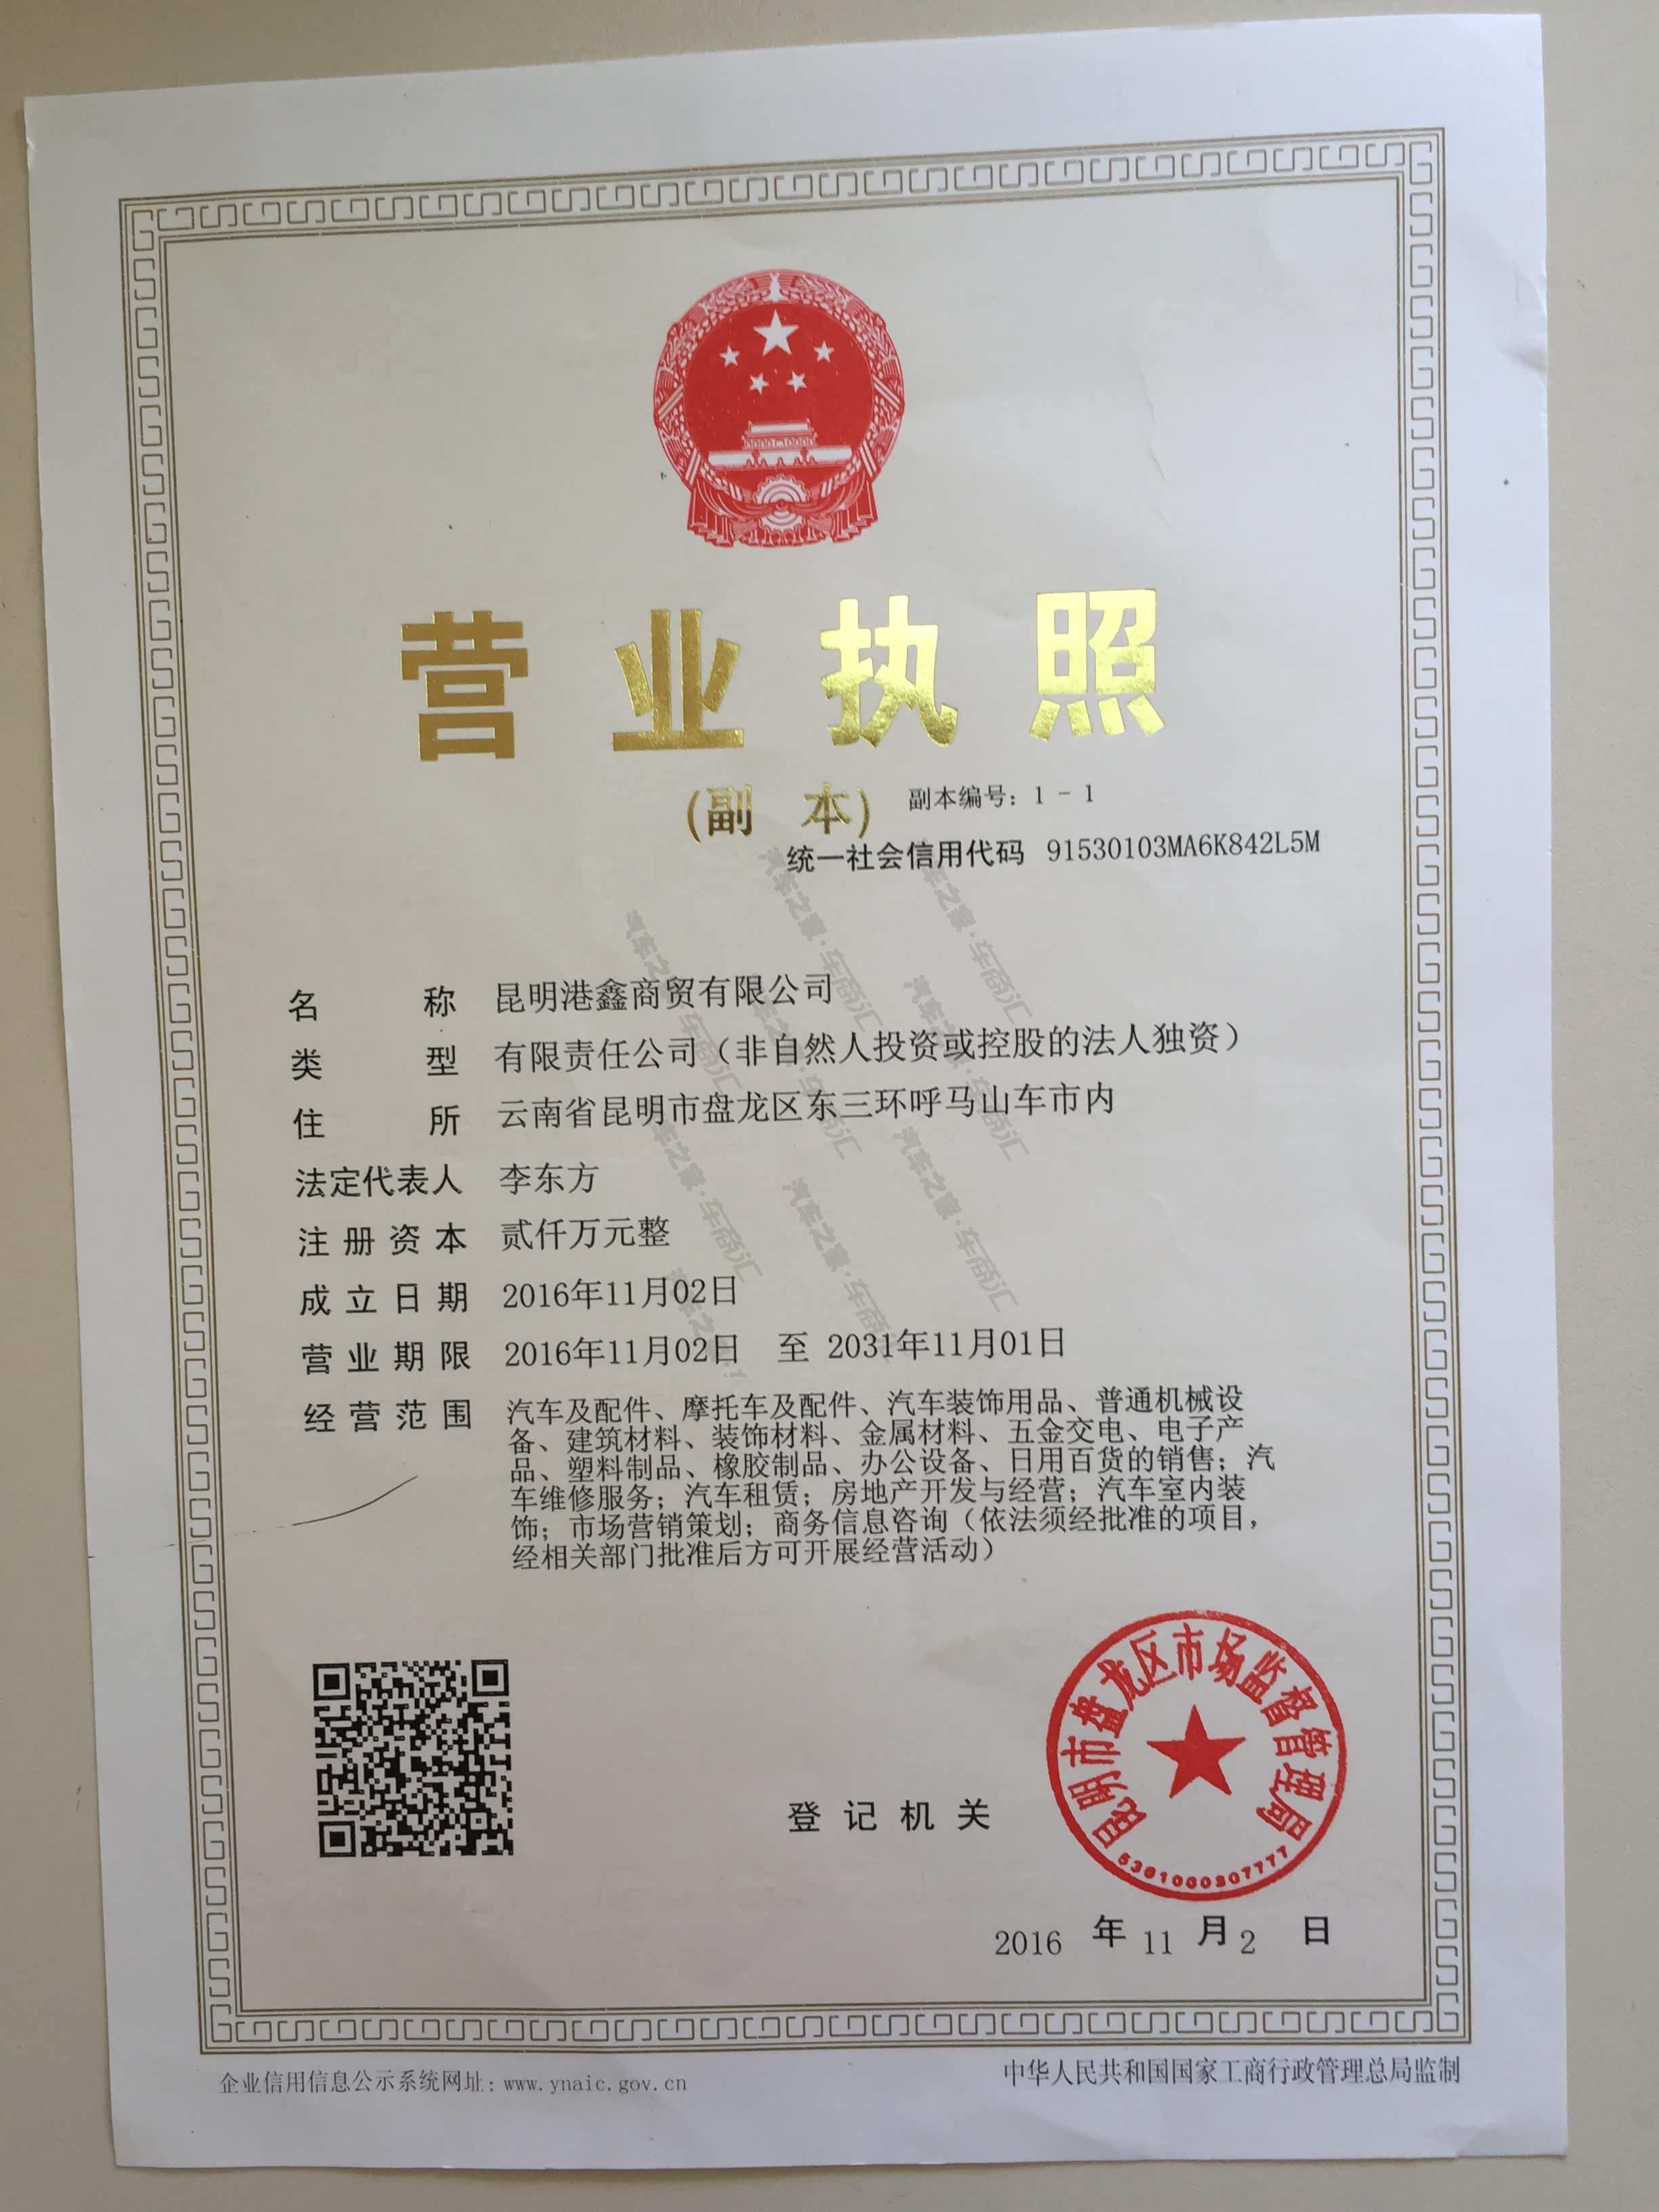 营业执照
(副 本) 副本编号：1-1
统一社会信用代码 91530103MA6K842L5M
名 称 昆明港鑫商贸有限公司
类 型 有限责任公司（非自然人投资或控股的法人独资）
住 所 云南省昆明市盘龙区东三环呼马山车市内
法定代表人 李东方
注册资本 贰仟万元整
成立日期 2016年11月02日
营业期限 2016年11月02日 至 2031年11月01日
经营范围 汽车及配件、摩托车及配件、汽车装饰用品、普通机械设
备、建筑材料、装饰材料、金属材料、五金交电、电子产
品、塑料制品、橡胶制品、办公设备、日用百货的销售；汽
车维修服务；汽车租赁；房地产开发与经营；汽车室内装
饰；市场营销策划；商务信息咨询（依法须经批准的项目，
经相关部门批准后方可开展经营活动）
昆明市盘龙区市场监督管理局
登记机关
2016 年 11 月 2 日
企业信用信息公示系统网址：www.ynaic.gov.cn
中华人民共和国国家工商行政管理总局监制
汽车之家·车商汇